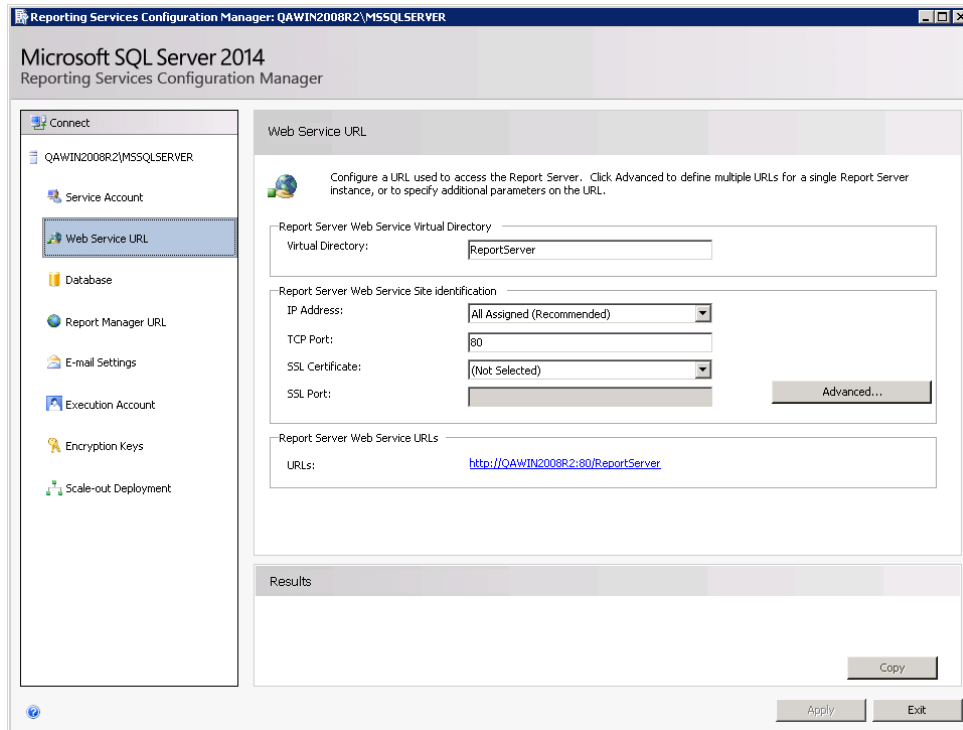 Reporting Services Configuration Manager: QAWIN2008R2\MSSQLSERVER
Microsoft SQL Server 2014
Reporting Services Configuration Manager
Connect
QAWIN2008R2\MSSQLSERVER
Service Account
Web Service URL
Database
Report Manager URL
E-mail Settings
Execution Account
Encryption Keys
Scale-out Deployment
Web Service URL
Configure a URL used to access the Report Server. Click Advanced to define multiple URLs for a single Report Server
instance, or to specify additional parameters on the URL.
Report Server Web Service Virtual Directory
Virtual Directory: ReportServer
Report Server Web Service Site identification
IP Address: All Assigned (Recommended)
TCP Port: 80
SSL Certificate: (Not Selected)
SSL Port: Advanced...
Report Server Web Service URLs
URLs: http://QAWIN2008R2:80/ReportServer
Results
Copy
Apply Exit